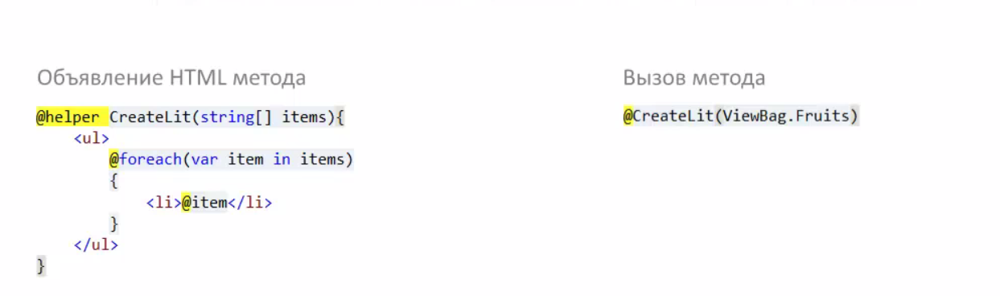 Объявление HTML метода
@helper CreateLit(string[] items){
<ul>
@foreach(var item in items)
{
<li>@item</li>
}
</ul>
}
Вызов метода
@CreateLit(ViewBag.Fruits)